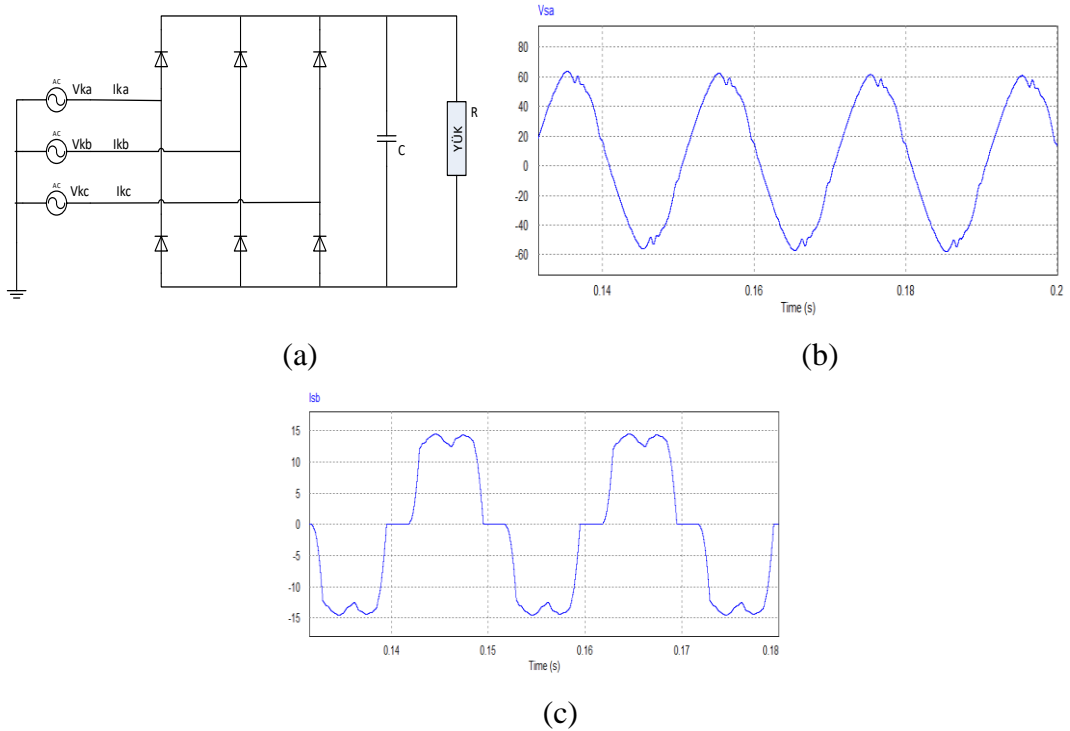 AC
Vka Ika
AC
Vkb Ikb
AC
Vkc Ikc
C
R
YÜK
(a)
Vsa
80
60
40
20
0
-20
-40
-60
0.14 0.16 0.18 0.2
Time (s)
(b)
Isb
15
10
5
0
-5
-10
-15
0.14 0.15 0.16 0.17 0.18
Time (s)
(c)